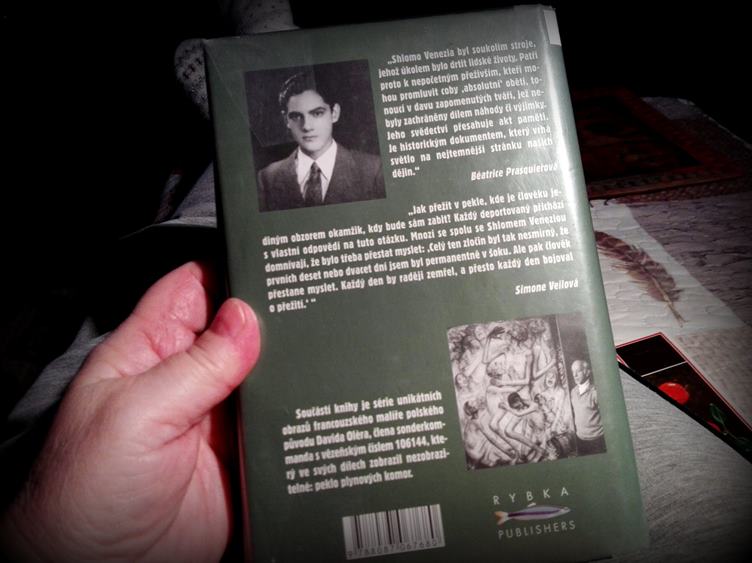 „Shlomo Venezia byl soukolím stroje,
jehož úkolem bylo drtit lidské životy. Patří
proto k nepočetným přeživším, kteří mo-
hou promluvit coby ‚absolutní‘ oběti, to-
noucí v davu zapomenutých tváří, jež ne-
byly zachráněny dílem náhody či výjimky.
Jeho svědectví přesahuje akt paměti.
Je historickým dokumentem, který vrhá
světlo na nejtemnější stránku našich
dějin.“
Béatrice Prasquierová
„Jak přežít v pekle, kde je člověku je-
diným obzorem okamžik, kdy bude sám zabit! Každý deportovaný přichází
s vlastní odpovědí na tuto otázku. Mnozí se spolu se Shlomem Veneziou
domnívají, že bylo třeba přestat myslet: ‚Celý ten zločin byl tak nesmírný, že
prvních deset nebo dvacet dní jsem byl permanentně v šoku. Ale pak člověk
přestane myslet. Každý den by raději zemřel, a přesto každý den bojoval
o přežití.‘ “
Simone Veilová
Součástí knihy je série unikátních
obrazů francouzského malíře polského
původu Davida Olèra, člena sonderkom-
manda s vězeňským číslem 106144, kte-
rý ve svých dílech zobrazil nezobrazi-
telné: peklo plynových komor.
9 788087 067680
RYBKA
PUBLISHERS